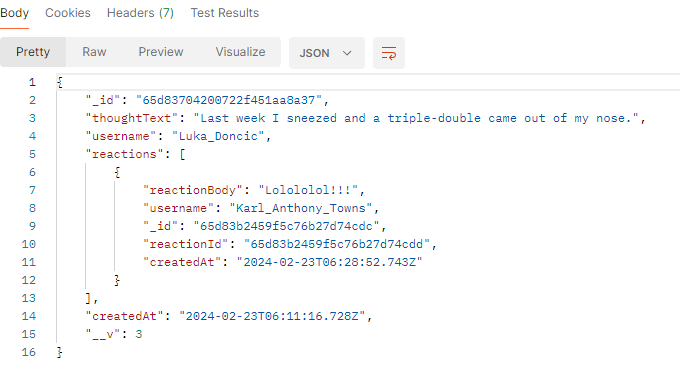 Body Cookies Headers (7) Test Results
Pretty Raw Preview Visualize JSON
1 {
2 "_id": "65d83704200722f451aa8a37",
3 "thoughtText": "Last week I sneezed and a triple-double came out of my nose.",
4 "username": "Luka_Doncic",
5 "reactions": [
6 {
7 "reactionBody": "Lolololol!!!",
8 "username": "Karl_Anthony_Towns",
9 "_id": "65d83b2459f5c76b27d74cdc",
10 "reactionId": "65d83b2459f5c76b27d74cdd",
11 "createdAt": "2024-02-23T06:28:52.743Z"
12 }
13 ],
14 "createdAt": "2024-02-23T06:11:16.728Z",
15 "__v": 3
16 }